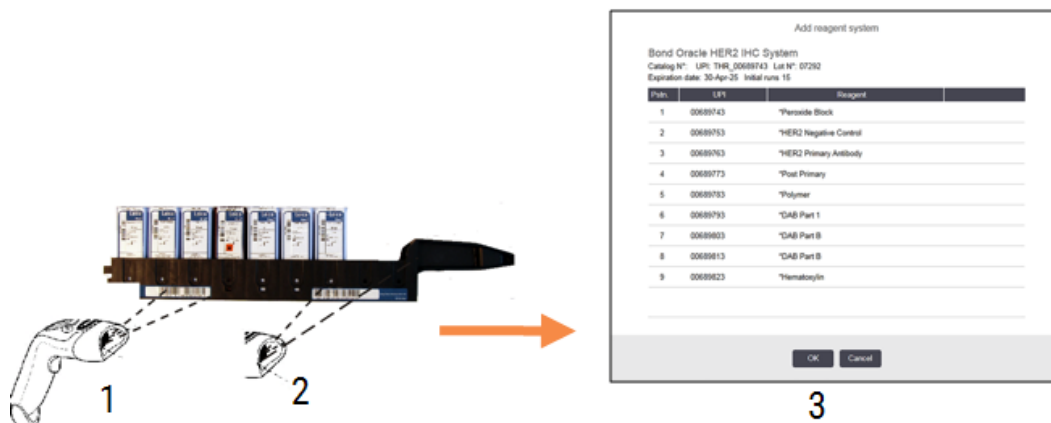 Add reagent system
Bond Oracle HER2 IHC System
Catalog N°: UPI: THR_00689743 Lot N°: 07292
Expiration date: 30-Apr-25 Initial runs 15
Pstn. UPI Reagent
1 00689743 *Peroxide Block
2 00689753 *HER2 Negative Control
3 00689763 *HER2 Primary Antibody
4 00689773 *Post Primary
5 00689783 *Polymer
6 00689793 *DAB Part 1
7 00689803 *DAB Part B
8 00689813 *DAB Part B
9 00689823 *Hematoxylin
OK Cancel
1
2
3